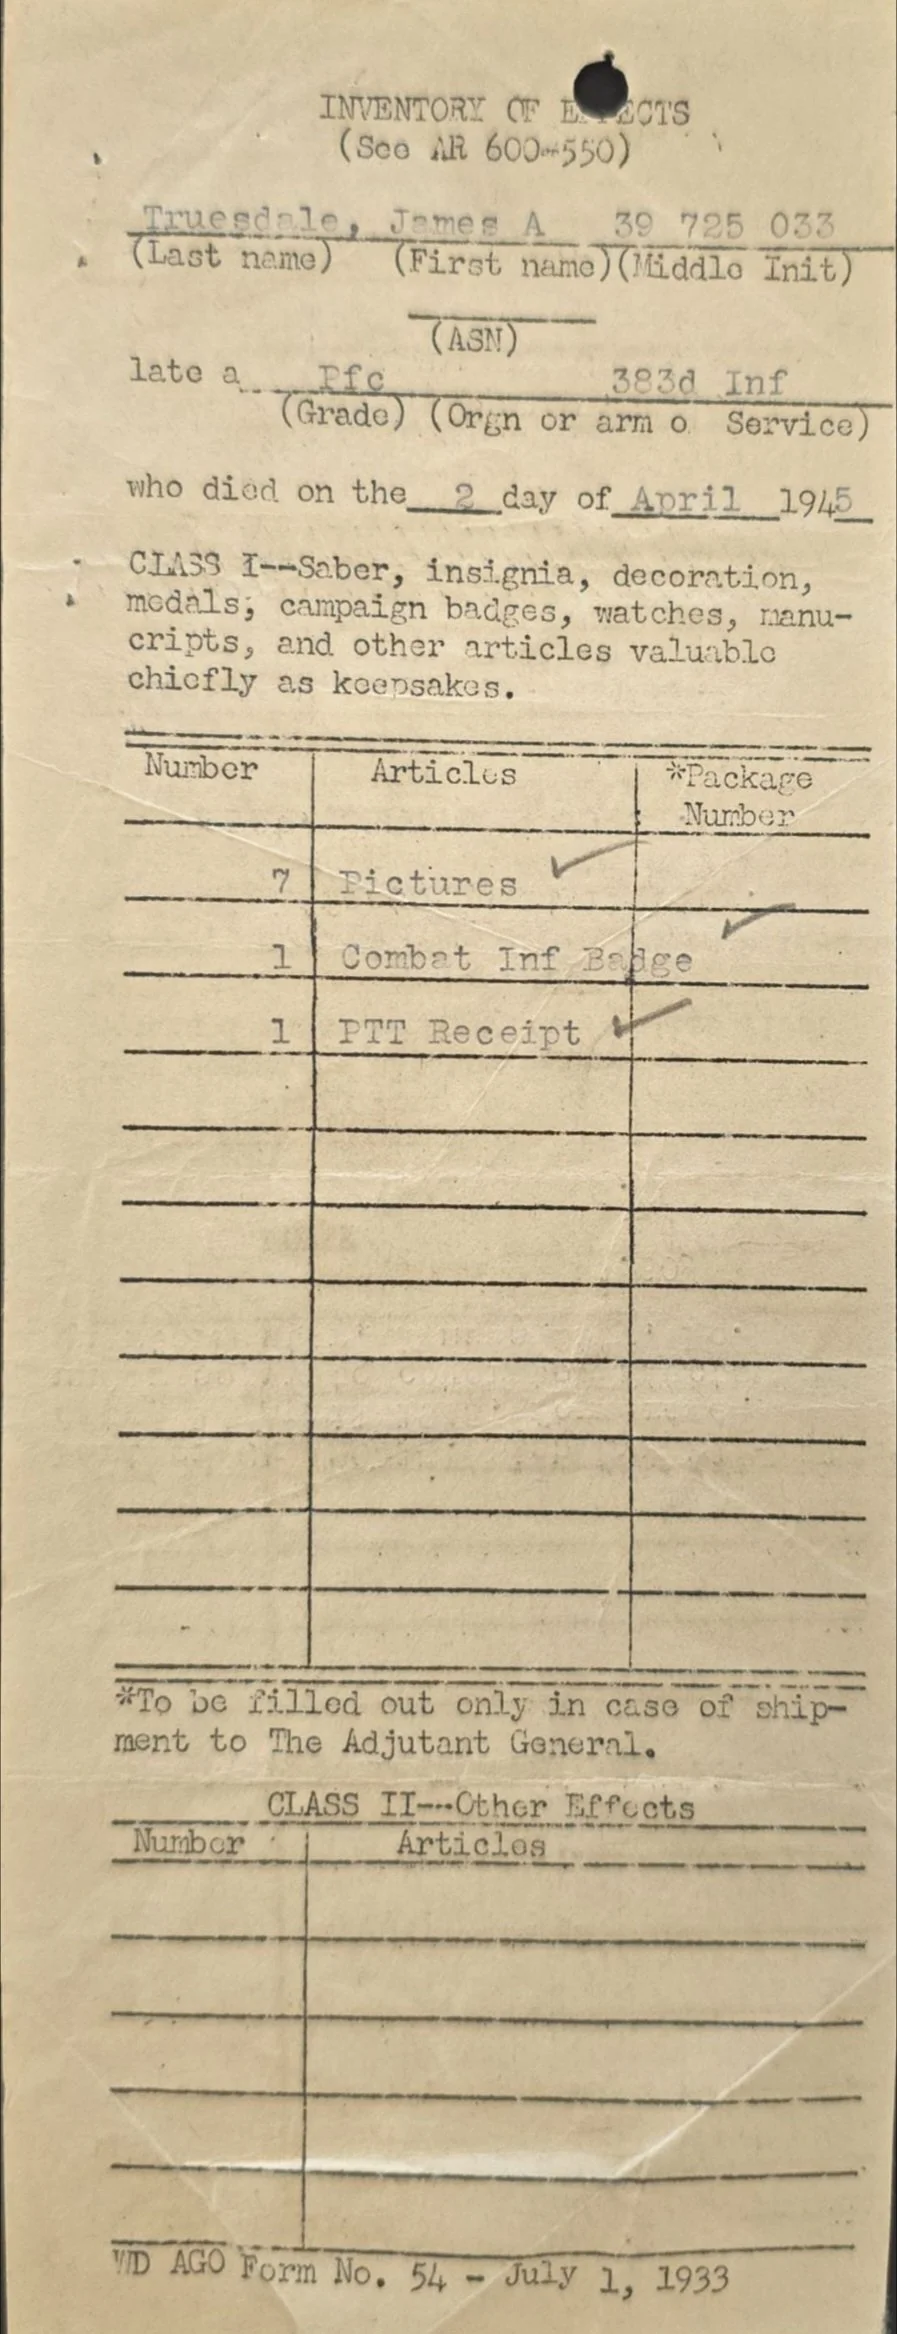 INVENTORY OF EFFECTS
(See AR 600-550)
Truesdale, James A 39 725 033
(Last name) (First name)(Middle Init)
(ASN)
late a Pfc 383d Inf
(Grade) (Orgn or arm o Service)
who died on the 2 day of April 1945
CLASS I--Saber, insignia, decoration,
medals, campaign badges, watches, manu-
cripts, and other articles valuable
chiefly as keepsakes.
Number Articles *Package
Number
7 Pictures ✓
1 Combat Inf Badge ✓
1 PTT Receipt ✓
*To be filled out only in case of ship-
ment to The Adjutant General.
CLASS II--Other Effects
Number Articles
WD AGO Form No. 54 - July 1, 1933